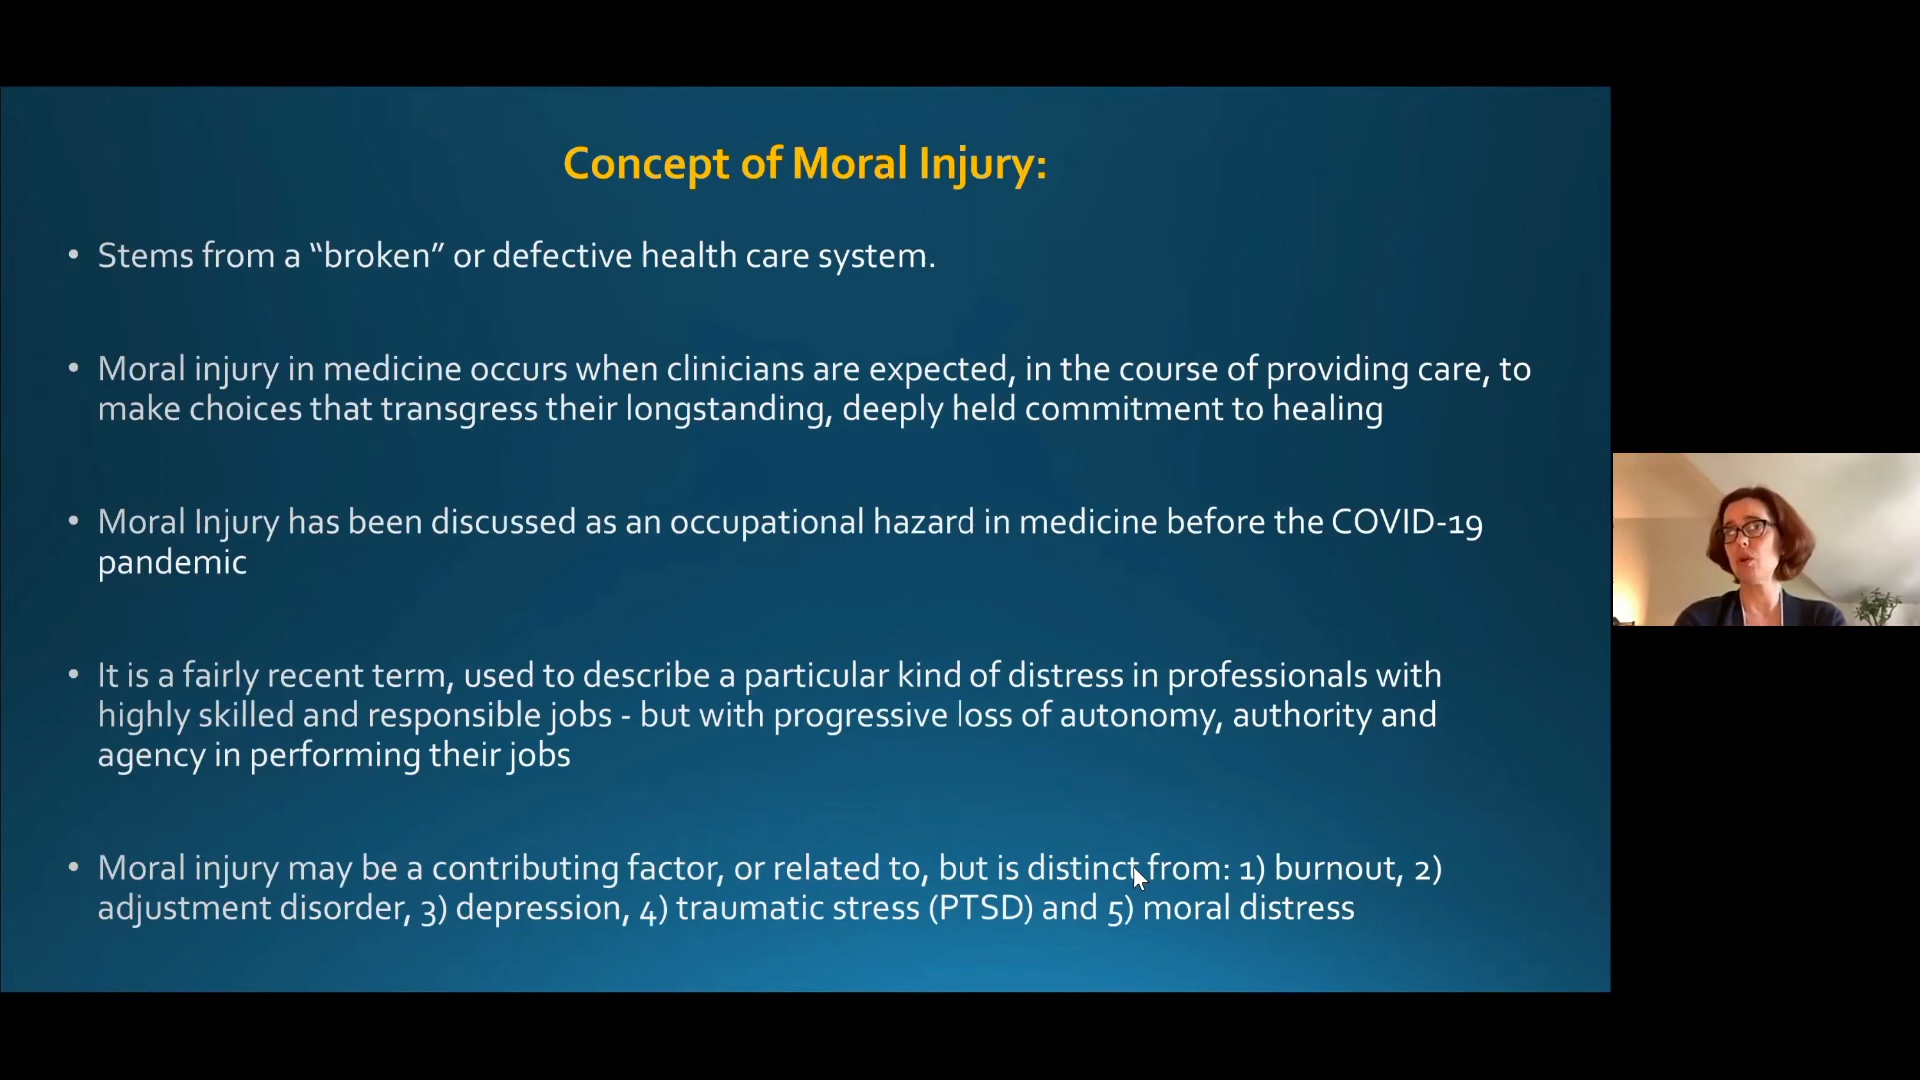 Concept of Moral Injury:
• Stems from a “broken” or defective health care system.
• Moral injury in medicine occurs when clinicians are expected, in the course of providing care, to
make choices that transgress their longstanding, deeply held commitment to healing
• Moral Injury has been discussed as an occupational hazard in medicine before the COVID-19
pandemic
• It is a fairly recent term, used to describe a particular kind of distress in professionals with
highly skilled and responsible jobs - but with progressive loss of autonomy, authority and
agency in performing their jobs
• Moral injury may be a contributing factor, or related to, but is distinct from: 1) burnout, 2)
adjustment disorder, 3) depression, 4) traumatic stress (PTSD) and 5) moral distress